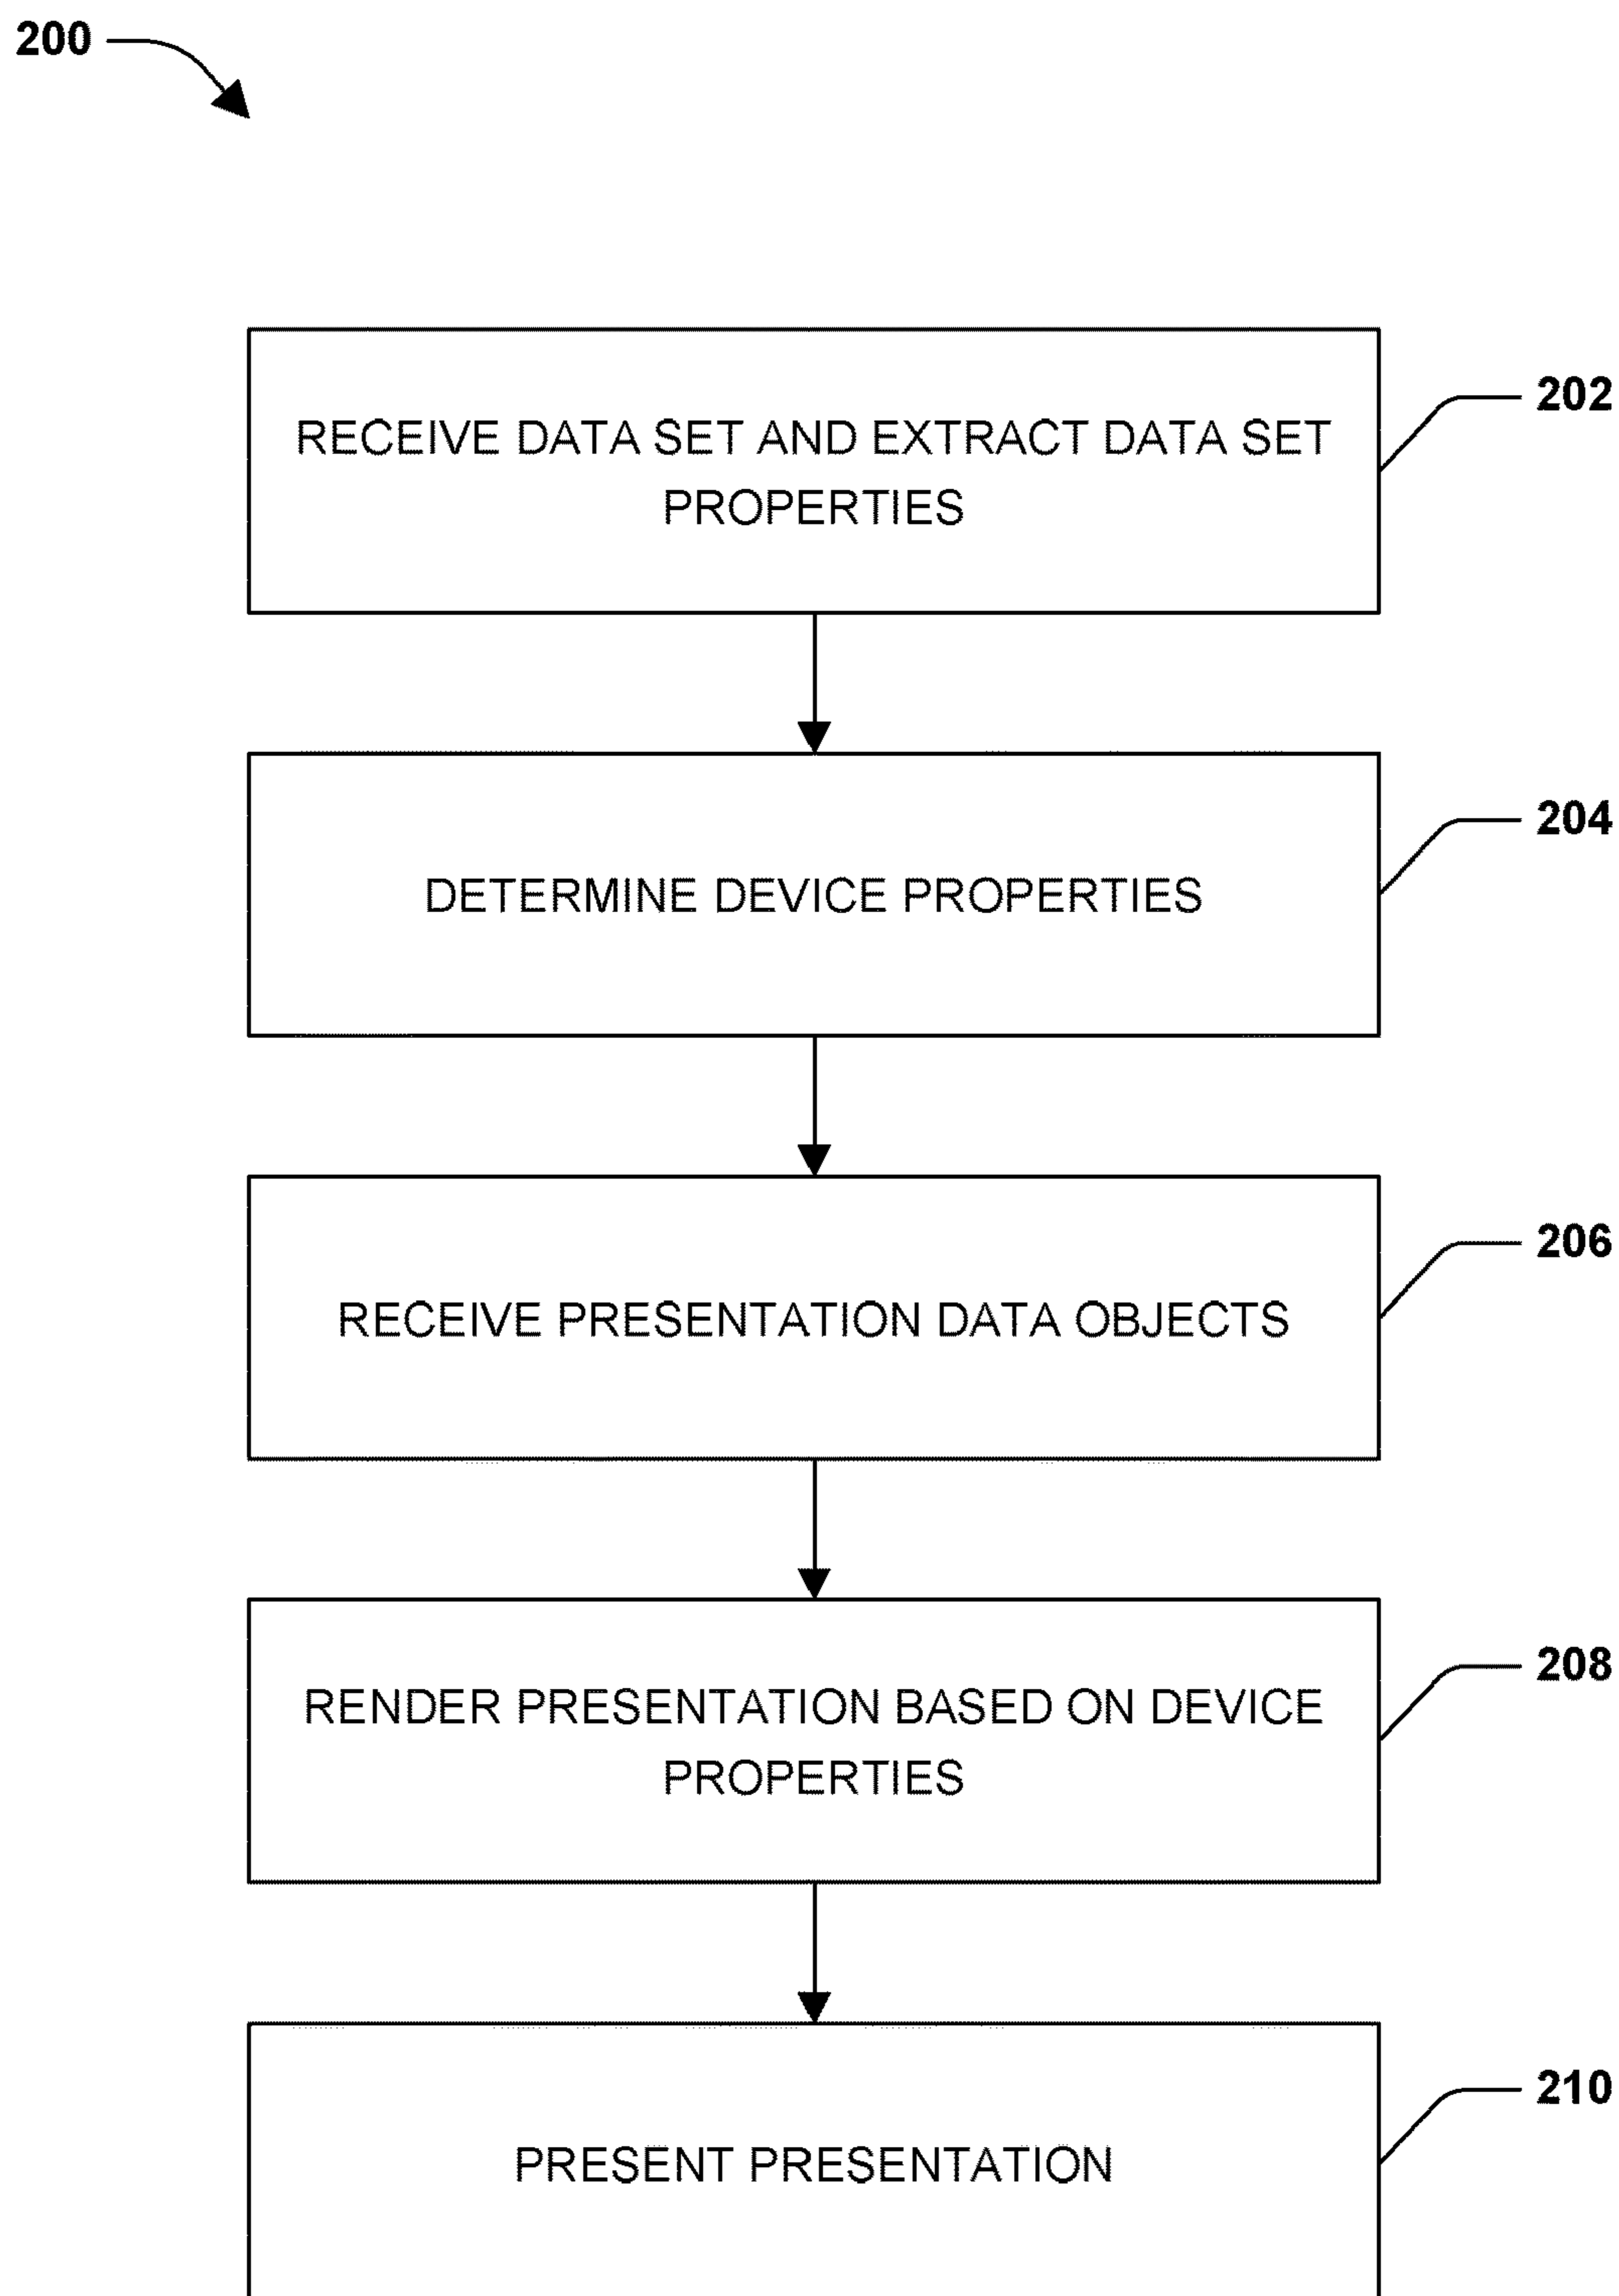 200
RECEIVE DATA SET AND EXTRACT DATA SET
PROPERTIES
202
DETERMINE DEVICE PROPERTIES
204
RECEIVE PRESENTATION DATA OBJECTS
206
RENDER PRESENTATION BASED ON DEVICE
PROPERTIES
208
PRESENT PRESENTATION
210